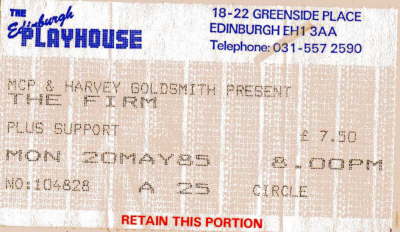 THE
Edinburgh
PLAYHOUSE
18-22 GREENSIDE PLACE
EDINBURGH EH1 3AA
Telephone: 031-557 2590
MCP & HARVEY GOLDSMITH PRESENT
THE FIRM
PLUS SUPPORT £ 7.50
MON 20MAY85 8.00PM
NO:104828 A 25 CIRCLE
RETAIN THIS PORTION